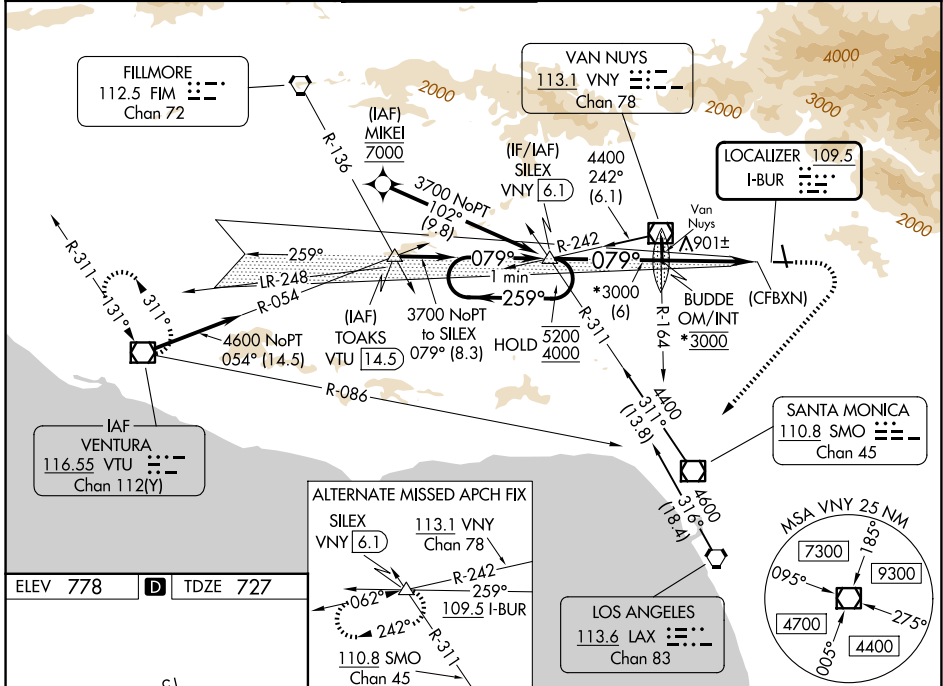 FILLMORE
112.5 FIM
Chan 72
VAN NUYS
113.1 VNY
Chan 78
4000
2000
2000
3000
2000
(IAF)
MIKEI
7000
R-136
3700 NoPT
102°
(9.8)
(IF/IAF)
SILEX
VNY 6.1
4400
242°
(6.1)
LOCALIZER 109.5
I-BUR
Van
Nuys
901±
R-242
259°
079°
079°
1 min
259°
LR-248
R-054
R-311
131°
311°
*3000
(6)
BUDDE
OM/INT
*3000
(CFBXN)
R-164
(IAF)
TOAKS
VTU 14.5
3700 NoPT
to SILEX
079° (8.3)
HOLD 5200
4000
R-311
4600 NoPT
054° (14.5)
R-086
4400
311°
(13.8)
IAF
VENTURA
116.55 VTU
Chan 112(Y)
SANTA MONICA
110.8 SMO
Chan 45
4600
316°
(18.4)
ALTERNATE MISSED APCH FIX
SILEX
VNY 6.1
113.1 VNY
Chan 78
R-242
259°
109.5 I-BUR
062°
242°
R-311
110.8 SMO
Chan 45
LOS ANGELES
113.6 LAX
Chan 83
MSA VNY 25 NM
185°
7300
9300
095°
275°
4700
4400
005°
ELEV 778
D
TDZE 727